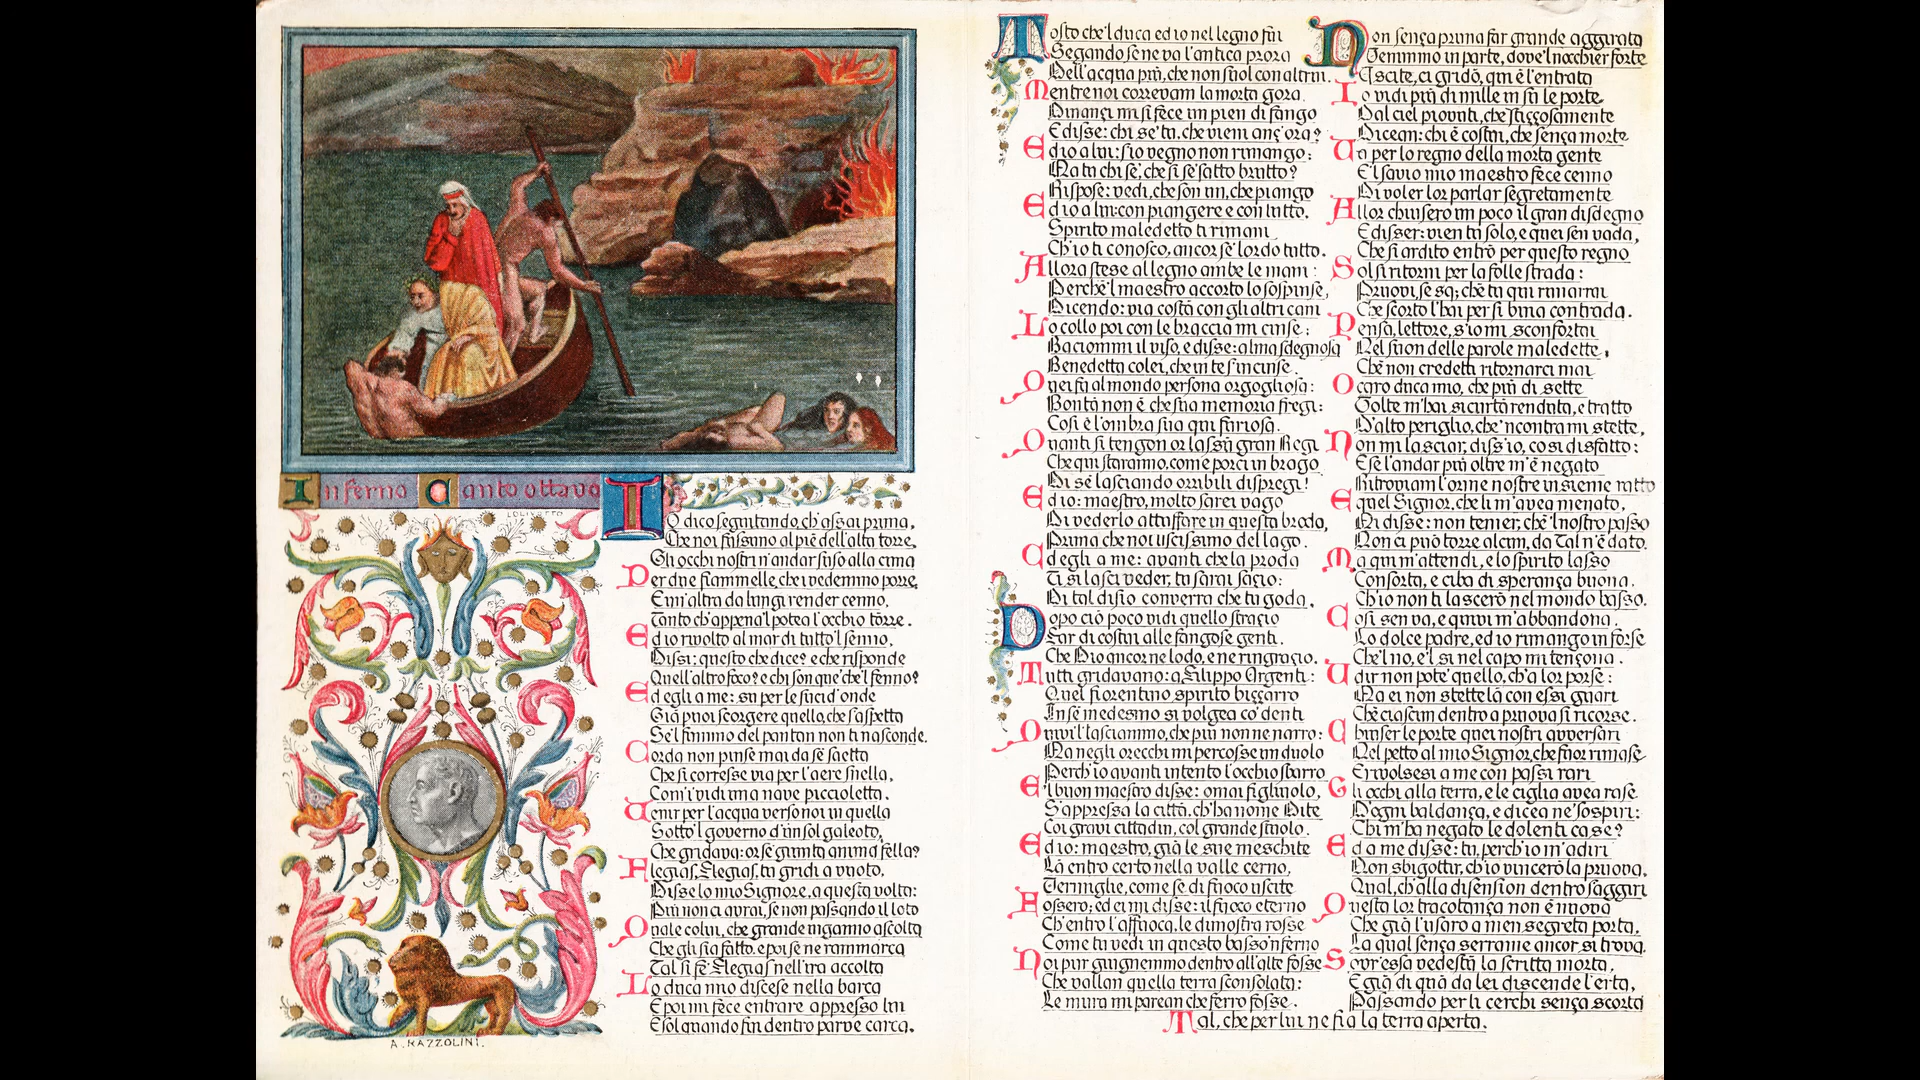 Inferno Canto ottavo
Io dico seguitando, ch'assai prima,
Che noi fussimo al piè dell'alta torre,
Gli occhi nostri n'andar suso alla cima
Per due fiammelle, che i vedemmo porre,
E un'altra da lungi render cenno,
Tanto ch'appena 'l potea l'occhio tôrre.
Ed io rivolto al mar di tutto 'l senno,
Dissi: questo che dice? e che risponde
Quell'altro foco? e chi son que' che 'l fenno?
Ed egli a me: su per le sucid'onde
Già puoi scorger quello, che s'aspetta
Se 'l fummo del pantan non ti nasconde.
Corda non pinse mai da sè saetta
Che sì corresse via per l'aere snella,
Com'i' vidi una nave piccioletta.
Venir per l'acqua verso noi in quella
Sotto 'l governo d'un sol galeoto,
Che gridava: or se' giunta anima fella?
Flegias, Flegias, tu gridi a vuoto,
Disse lo mio Signore, a questa volta:
Più non ci avrai, se non passando il loto
Quale colui, che grande inganno ascolta
Che gli sia fatto, e poi se ne rammarca
Tal si fè Flegias nell'ira accolta
Lo duca mio discese nella barca
E poi mi fece entrare appresso lui
E sol quando fui dentro parve carca.
A. RAZZOLINI.
Tosto che 'l duca ed io nel legno fui
Segando se ne va l'antica prora
Dell'acqua più, che non suol con altrui.
Mentre noi correvam la morta gora
Dinanzi mi si fece un pien di fango
E disse: chi se' tu, che vieni anz' ora?
Ed io a lui: s'io vegno non rimango:
Ma tu chi se', che sì se' fatto brutto?
Rispose: vedi, che son un, che piango
Ed io a lui: con piangere e con lutto,
Spirito maledetto ti rimani
Ch'io ti conosco, ancor se' lordo tutto.
Allora stese al legno ambe le mani:
Perchè 'l maestro accorto lo sospinse,
Dicendo: via costà con gli altri cani
Lo collo poi con le braccia mi cinse:
Baciommi il viso, e disse: alma sdegnosa
Benedetta colei, che in te s'incinse.
Quei fu al mondo persona orgogliosa:
Bontà non è che sua memoria fregi:
Così è l'ombra sua qui furiosa.
Quanti si tengon or lassù gran Regi
Che qui staranno, come porci in brago,
Di sè lasciando orribili dispregi!
Ed io: maestro, molto sarei vago
Di vederlo attuffare in questa broda,
Prima che noi uscissimo del lago.
Ed egli a me: avanti che la proda
Ti si lasci veder, tu sarai sazio:
Di tal disio converra che tu goda.
Dopo ciò poco vidi quello strazio
Far di costui alle fangose genti.
Che Dio ancor ne lodo, e ne ringrazio.
Tutti gridavano: a Filippo Argenti:
Quel fiorentino spirito bizzarro
In sè medesmo si volgea co' denti
Quivi 'l lasciammo, che più non ne narro:
Ma negli orecchi mi percosse un duolo
Perch'io avanti intento l'occhio sbarro
E 'l buon maestro disse: omai figliuolo,
S'appressa la città, ch'ha nome Dite
Coi gravi cittadin, col grande stuolo.
Ed io: maestro, già le sue meschite
Là entro certo nella valle cerno,
Vermiglie, come se di fuoco uscite
Fossero: ed ei mi disse: il fuoco eterno
Ch'entro l'affuoca, le dimostra rosse
Come tu vedi in questo basso 'nferno
Noi pur giugnemmo dentro all'alte fosse
Che vallan quella terra sconsolata:
Le mura mi parean che ferro fosse.
Non senza prima far grande aggirata
Venimmo in parte, dove 'l nocchier forte
Uscite, ci gridò, qui è l'entrata
Io vidi più di mille in su le porte
Dal ciel piovuti, che stizzosamente
Dicean: chi è costui, che senza morte
Va per lo regno della morta gente
E 'l savio mio maestro fece cenno
Di voler lor parlar segretamente
Allor chiusero un poco il gran disdegno
E disser: vien tu solo, e quei sen vada,
Che sì ardito entrò per questo regno
Sol si ritorni per la folle strada:
Pruovi, se sa; chè tu qui rimarrai
Che scorto l'hai per sì buia contrada.
Pensa, lettore, s'io mi sconfortai
Nel suon delle parole maledette,
Chè non credetti ritornarci mai
O caro duca mio, che più di sette
Volte m'hai sicurtà renduta, e tratto
D'alto periglio, che 'ncontra mi stette,
Non mi lasciar, diss'io, così disfatto:
E se l'andar più oltre m'è negato
Ritroviam l'orme nostre insieme ratto
E quel Signor, che lì m'avea menato,
Mi disse: non temer, chè 'l nostro passo
Non ci può torre alcun, da Tal n'è dato.
Ma qui m'attendi, e lo spirito lasso
Conforta, e ciba di speranza buona.
Ch'io non ti lascerò nel mondo basso.
Così sen va, e quivi m'abbandona.
Lo dolce padre, ed io rimango in forse
Che 'l no, e 'l sì nel capo mi tenzona.
Udir non potè quello, ch'a lor porse:
Ma ei non stette là con essi guari
Chè ciascun dentro a pruova si ricorse.
Chiuser le porte quei nostri avversari
Nel petto al mio Signor, che fuor rimase
E rivolsesi a me con passi rari
Gli occhi alla terra, e le ciglia avea rase
D'ogni baldanza, e dicea ne' sospiri:
Chi m'ha negato le dolenti case?
Ed a me disse: tu, perch'io m'adiri
Non sbigottir, ch'io vincerò la pruova,
Qual, ch'alla difension dentro s'aggiri
Questa lor tracotanza non è nuova
Che già l'usaro a men segreta porta,
La qual senza serrame ancor si trova.
Sovr'essa vedestù la scritta morta,
E già di quà da lei discende l'erta,
Passando per li cerchi senza scorta
Tal, che per lui ne fia la terra aperta.